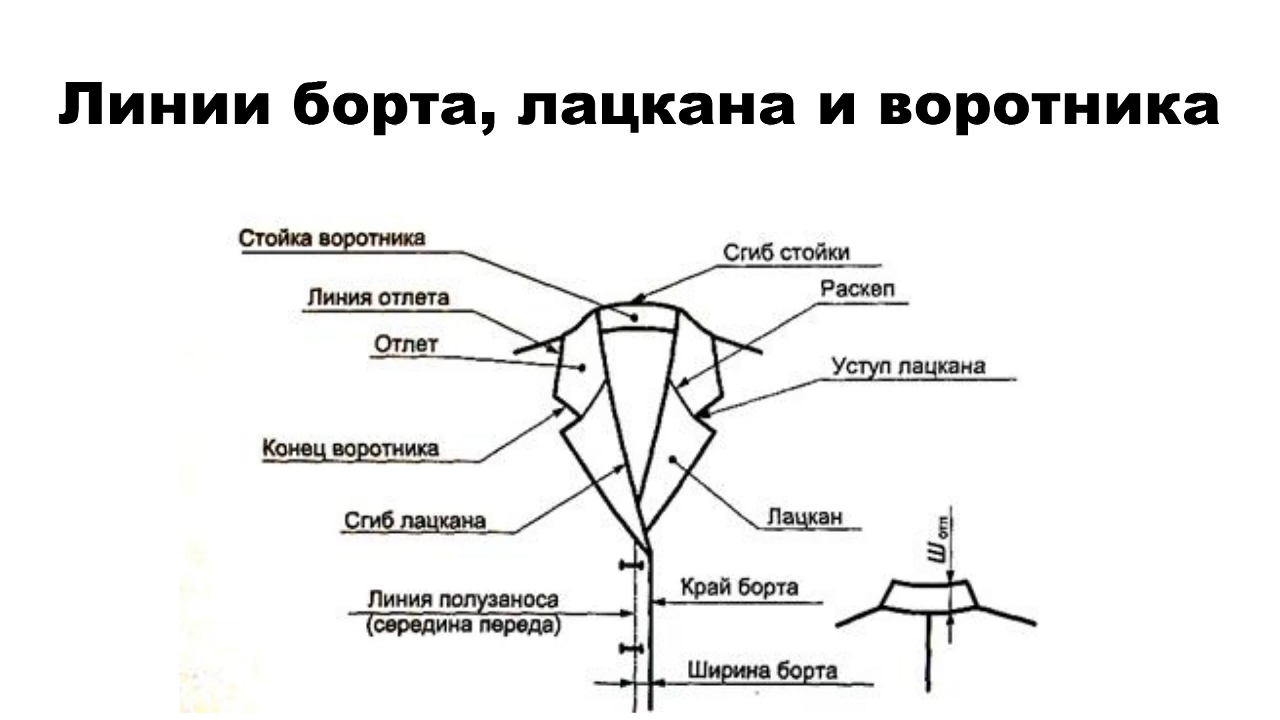 Линии борта, лацкана и воротника
Стойка воротника
Сгиб стойки
Линия отлета
Раскеп
Отлет
Уступ лацкана
Конец воротника
Сгиб лацкана
Лацкан
Ш отл
Край борта
Линия полузаноса
(середина переда)
Ширина борта